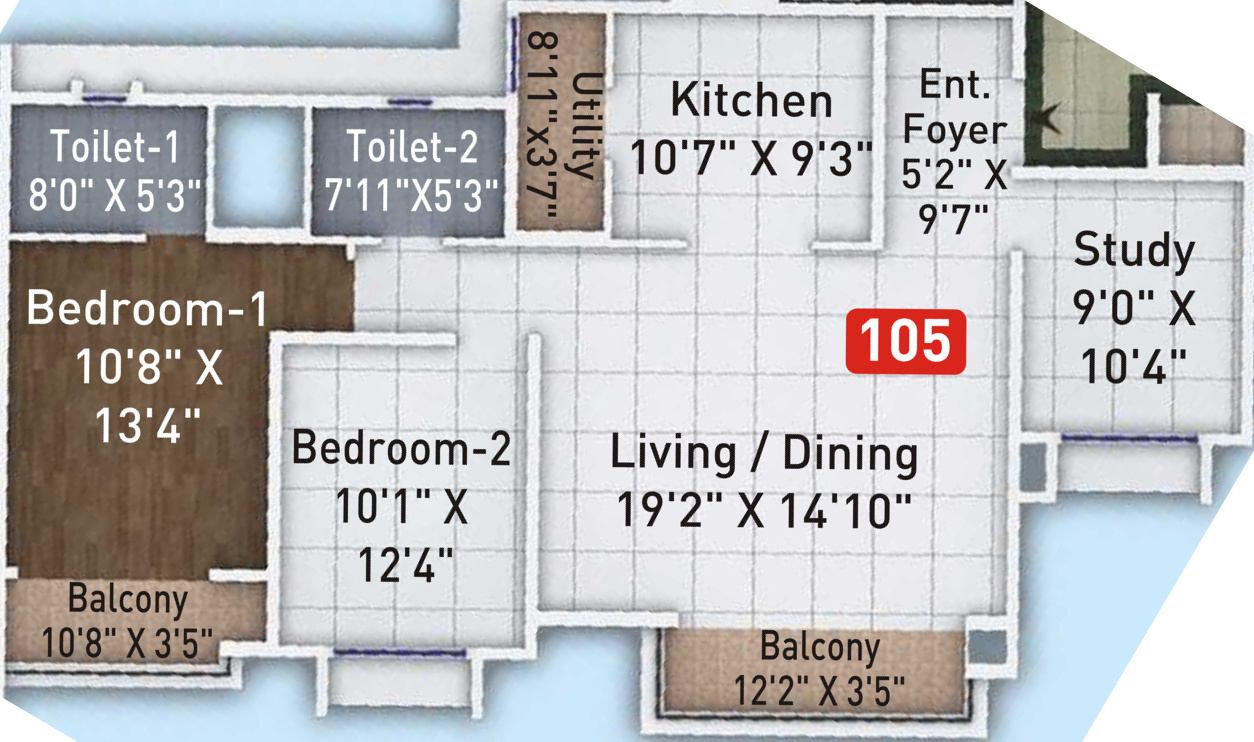 Utility
8'11"x3'7"
Kitchen
10'7" X 9'3"
Ent.
Foyer
5'2" X
9'7"
Toilet-1
8'0" X 5'3"
Toilet-2
7'11"X5'3"
Study
9'0" X
10'4"
Bedroom-1
10'8" X
13'4"
105
Bedroom-2
10'1" X
12'4"
Living / Dining
19'2" X 14'10"
Balcony
10'8" X 3'5"
Balcony
12'2" X 3'5"